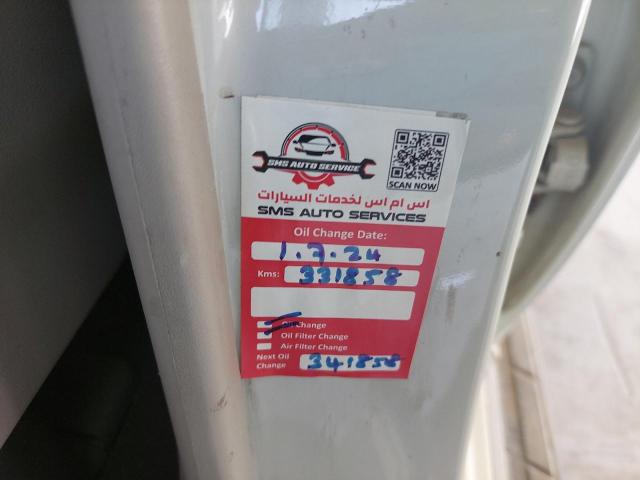 SMS AUTO SERVICE
SCAN NOW
اس ام اس لخدمات السيارات
SMS AUTO SERVICES
Oil Change Date:
1.7.24
Kms: 331858
Oil Change
Oil Filter Change
Air Filter Change
Next Oil Change 341858